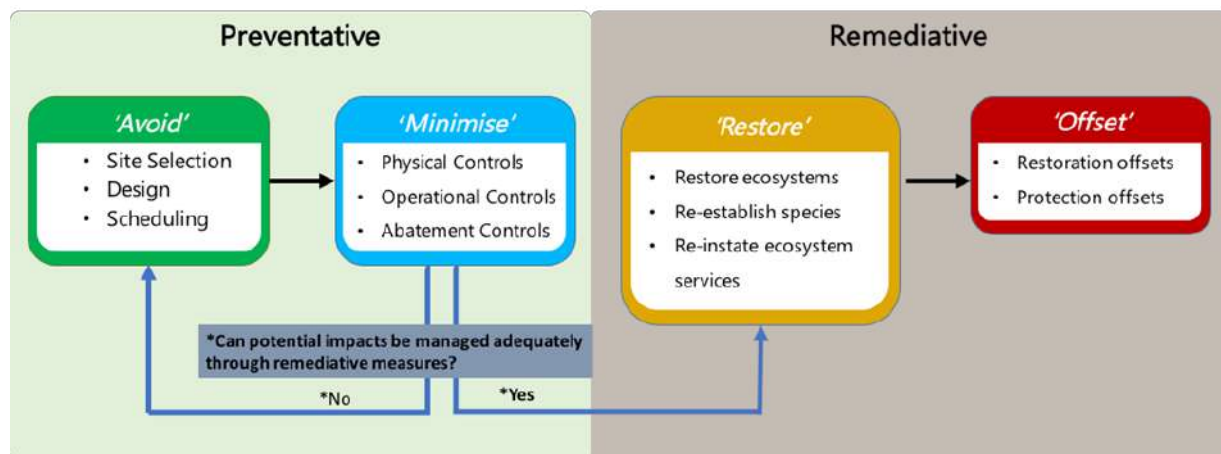 Preventative
Remediative
'Avoid'
• Site Selection
• Design
• Scheduling
'Minimise'
• Physical Controls
• Operational Controls
• Abatement Controls
'Restore'
• Restore ecosystems
• Re-establish species
• Re-instate ecosystem
services
'Offset'
• Restoration offsets
• Protection offsets
*Can potential impacts be managed adequately
through remediative measures?
*No
*Yes